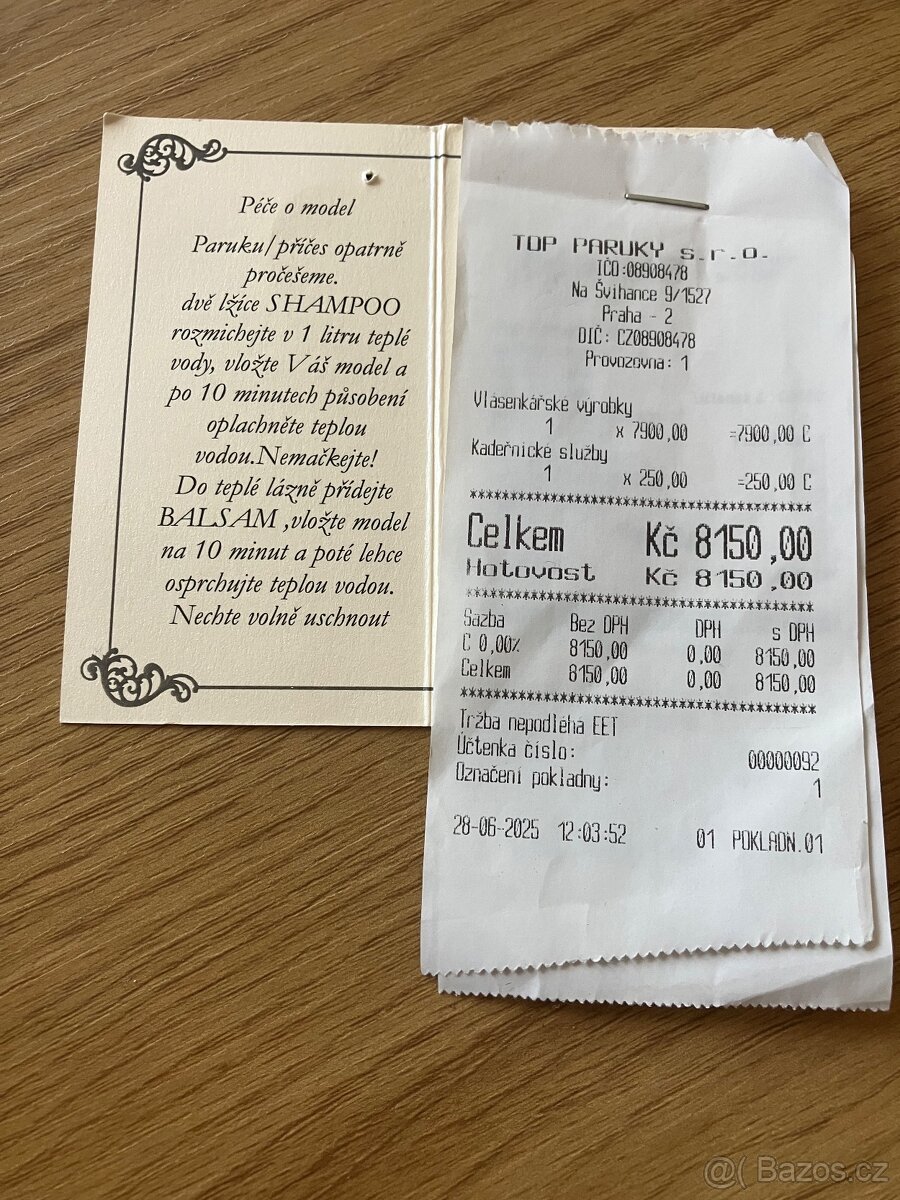 Péče o model
Paruku/příčes opatrně
pročešeme.
dvě lžíce SHAMPOO
rozmíchejte v 1 litru teplé
vody, vložte Váš model a
po 10 minutech působení
oplachněte teplou
vodou.Nemačkejte!
Do teplé lázně přídejte
BALSAM ,vložte model
na 10 minut a poté lehce
osprchujte teplou vodou.
Nechte volně uschnout
TOP PARUKY s.r.o.
IČO:08908478
Na Švihance 9/1527
Praha - 2
DIČ: CZ08908478
Provozovna: 1
Vlásenkářské výrobky
1 x 7900,00 =7900,00 C
Kadeřnické služby
1 x 250,00 =250,00 C
****************************************
Celkem Kč 8150,00
Hotovost Kč 8150,00
****************************************
Sazba Bez DPH DPH s DPH
C 0,00% 8150,00 0,00 8150,00
Celkem 8150,00 0,00 8150,00
****************************************
Tržba nepodléhá EET
Účtenka číslo: 00000092
Označení pokladny: 1
28-06-2025 12:03:52 01 POKLADN.01
@( Bazos.cz